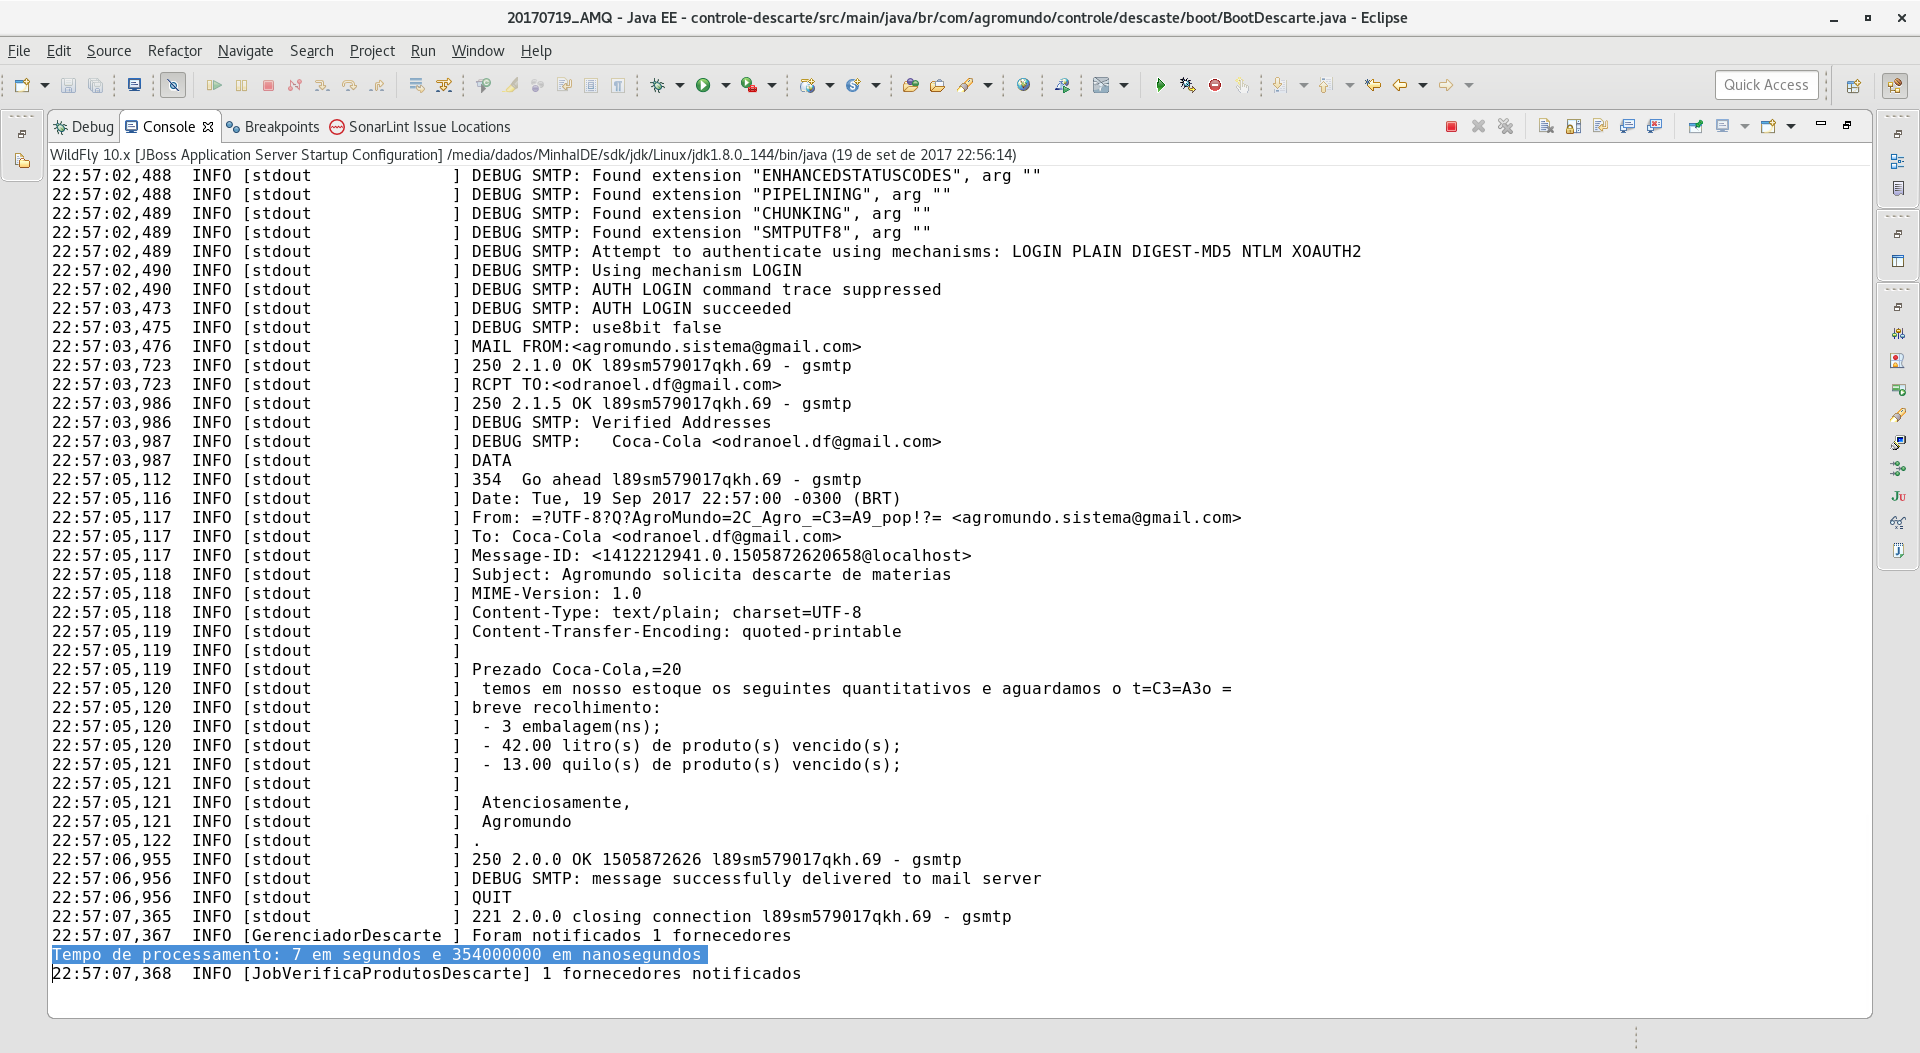 20170719_AMQ - Java EE - controle-descarte/src/main/java/br/com/agromundo/controle/descaste/boot/BootDescarte.java - Eclipse
File Edit Source Refactor Navigate Search Project Run Window Help
Quick Access
Debug Console Breakpoints SonarLint Issue Locations
WildFly 10.x [JBoss Application Server Startup Configuration] /media/dados/MinhaIDE/sdk/jdk/Linux/jdk1.8.0_144/bin/java (19 de set de 2017 22:56:14)
22:57:02,488  INFO [stdout              ] DEBUG SMTP: Found extension "ENHANCEDSTATUSCODES", arg ""
22:57:02,488  INFO [stdout              ] DEBUG SMTP: Found extension "PIPELINING", arg ""
22:57:02,489  INFO [stdout              ] DEBUG SMTP: Found extension "CHUNKING", arg ""
22:57:02,489  INFO [stdout              ] DEBUG SMTP: Found extension "SMTPUTF8", arg ""
22:57:02,489  INFO [stdout              ] DEBUG SMTP: Attempt to authenticate using mechanisms: LOGIN PLAIN DIGEST-MD5 NTLM XOAUTH2
22:57:02,490  INFO [stdout              ] DEBUG SMTP: Using mechanism LOGIN
22:57:02,490  INFO [stdout              ] DEBUG SMTP: AUTH LOGIN command trace suppressed
22:57:03,473  INFO [stdout              ] DEBUG SMTP: AUTH LOGIN succeeded
22:57:03,475  INFO [stdout              ] DEBUG SMTP: use8bit false
22:57:03,476  INFO [stdout              ] MAIL FROM:<agromundo.sistema@gmail.com>
22:57:03,723  INFO [stdout              ] 250 2.1.0 OK l89sm579017qkh.69 - gsmtp
22:57:03,723  INFO [stdout              ] RCPT TO:<odranoel.df@gmail.com>
22:57:03,986  INFO [stdout              ] 250 2.1.5 OK l89sm579017qkh.69 - gsmtp
22:57:03,986  INFO [stdout              ] DEBUG SMTP: Verified Addresses
22:57:03,987  INFO [stdout              ] DEBUG SMTP:   Coca-Cola <odranoel.df@gmail.com>
22:57:03,987  INFO [stdout              ] DATA
22:57:05,112  INFO [stdout              ] 354  Go ahead l89sm579017qkh.69 - gsmtp
22:57:05,116  INFO [stdout              ] Date: Tue, 19 Sep 2017 22:57:00 -0300 (BRT)
22:57:05,117  INFO [stdout              ] From: =?UTF-8?Q?AgroMundo=2C_Agro_=C3=A9_pop!?= <agromundo.sistema@gmail.com>
22:57:05,117  INFO [stdout              ] To: Coca-Cola <odranoel.df@gmail.com>
22:57:05,117  INFO [stdout              ] Message-ID: <1412212941.0.1505872620658@localhost>
22:57:05,118  INFO [stdout              ] Subject: Agromundo solicita descarte de materias
22:57:05,118  INFO [stdout              ] MIME-Version: 1.0
22:57:05,118  INFO [stdout              ] Content-Type: text/plain; charset=UTF-8
22:57:05,119  INFO [stdout              ] Content-Transfer-Encoding: quoted-printable
22:57:05,119  INFO [stdout              ]
22:57:05,119  INFO [stdout              ] Prezado Coca-Cola,=20
22:57:05,120  INFO [stdout              ]  temos em nosso estoque os seguintes quantitativos e aguardamos o t=C3=A3o =
22:57:05,120  INFO [stdout              ] breve recolhimento:
22:57:05,120  INFO [stdout              ]  - 3 embalagem(ns);
22:57:05,120  INFO [stdout              ]  - 42.00 litro(s) de produto(s) vencido(s);
22:57:05,121  INFO [stdout              ]  - 13.00 quilo(s) de produto(s) vencido(s);
22:57:05,121  INFO [stdout              ]
22:57:05,121  INFO [stdout              ]  Atenciosamente,
22:57:05,121  INFO [stdout              ]  Agromundo
22:57:05,122  INFO [stdout              ] .
22:57:06,955  INFO [stdout              ] 250 2.0.0 OK 1505872626 l89sm579017qkh.69 - gsmtp
22:57:06,956  INFO [stdout              ] DEBUG SMTP: message successfully delivered to mail server
22:57:06,956  INFO [stdout              ] QUIT
22:57:07,365  INFO [stdout              ] 221 2.0.0 closing connection l89sm579017qkh.69 - gsmtp
22:57:07,367  INFO [GerenciadorDescarte ] Foram notificados 1 fornecedores
Tempo de processamento: 7 em segundos e 354000000 em nanosegundos
22:57:07,368  INFO [JobVerificaProdutosDescarte] 1 fornecedores notificados